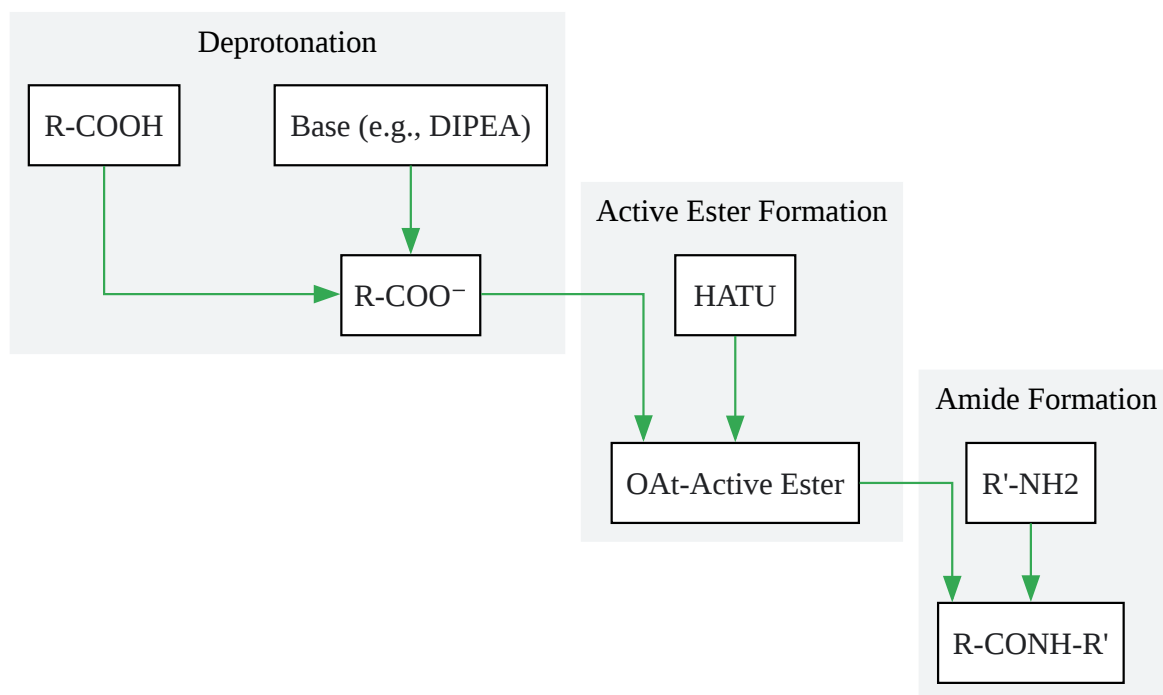 Deprotonation
R-COOH
Base (e.g., DIPEA)
R-COO⁻
Active Ester Formation
HATU
OAt-Active Ester
Amide Formation
R'-NH2
R-CONH-R'